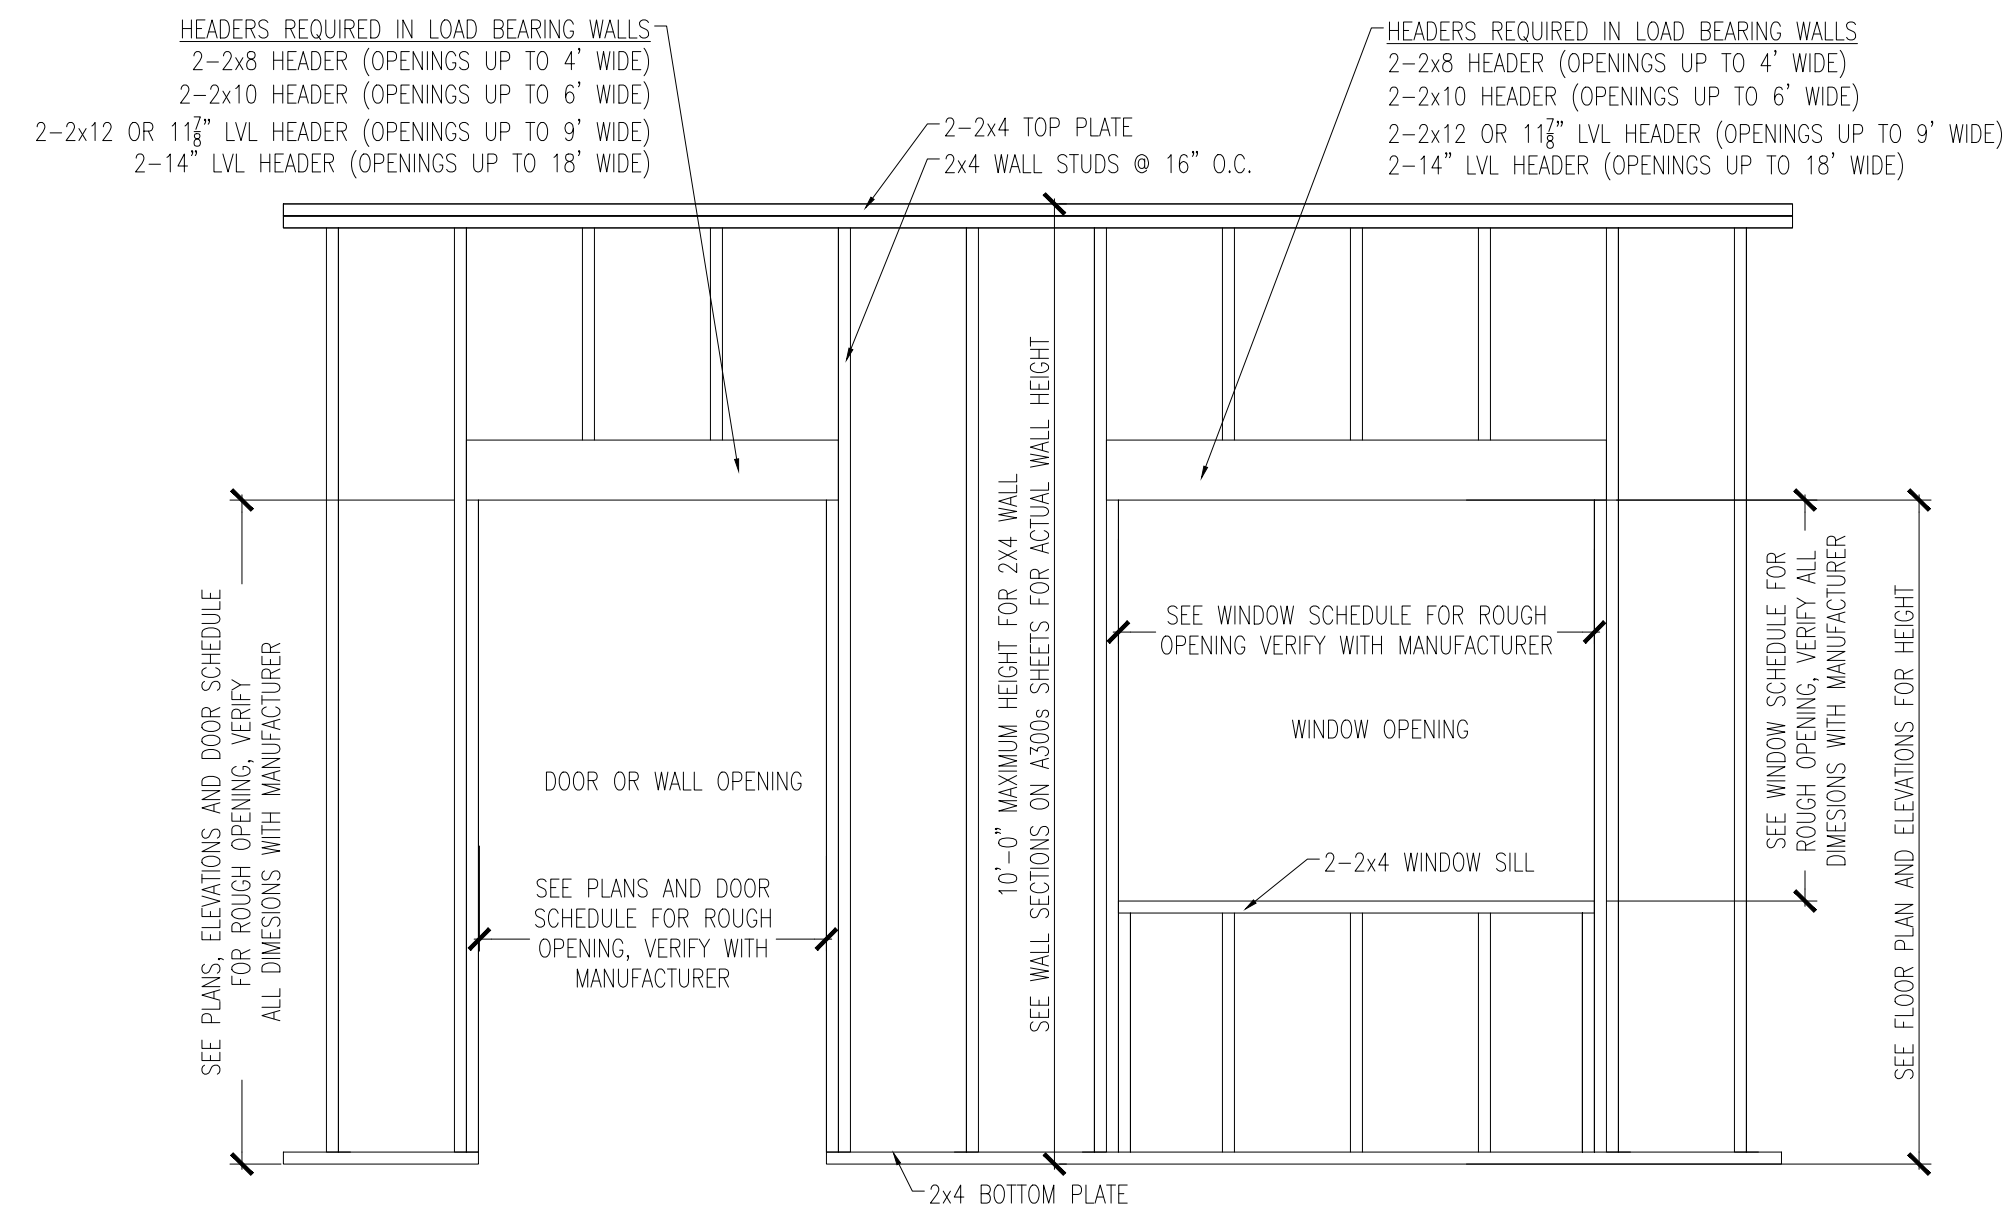 HEADERS REQUIRED IN LOAD BEARING WALLS
2-2x8 HEADER (OPENINGS UP TO 4' WIDE)
2-2x10 HEADER (OPENINGS UP TO 6' WIDE)
2-2x12 OR 11⅞" LVL HEADER (OPENINGS UP TO 9' WIDE)
2-14" LVL HEADER (OPENINGS UP TO 18' WIDE)
2-2x4 TOP PLATE
2x4 WALL STUDS @ 16" O.C.
HEADERS REQUIRED IN LOAD BEARING WALLS
2-2x8 HEADER (OPENINGS UP TO 4' WIDE)
2-2x10 HEADER (OPENINGS UP TO 6' WIDE)
2-2x12 OR 11⅞" LVL HEADER (OPENINGS UP TO 9' WIDE)
2-14" LVL HEADER (OPENINGS UP TO 18' WIDE)
SEE PLANS, ELEVATIONS AND DOOR SCHEDULE
FOR ROUGH OPENING, VERIFY
ALL DIMESIONS WITH MANUFACTURER
DOOR OR WALL OPENING
SEE PLANS AND DOOR
SCHEDULE FOR ROUGH
OPENING, VERIFY WITH
MANUFACTURER
10'-0" MAXIMUM HEIGHT FOR 2X4 WALL
SEE WALL SECTIONS ON A300s SHEETS FOR ACTUAL WALL HEIGHT
SEE WINDOW SCHEDULE FOR ROUGH
OPENING VERIFY WITH MANUFACTURER
WINDOW OPENING
2-2x4 WINDOW SILL
SEE WINDOW SCHEDULE FOR
ROUGH OPENING, VERIFY ALL
DIMESIONS WITH MANUFACTURER
SEE FLOOR PLAN AND ELEVATIONS FOR HEIGHT
2x4 BOTTOM PLATE